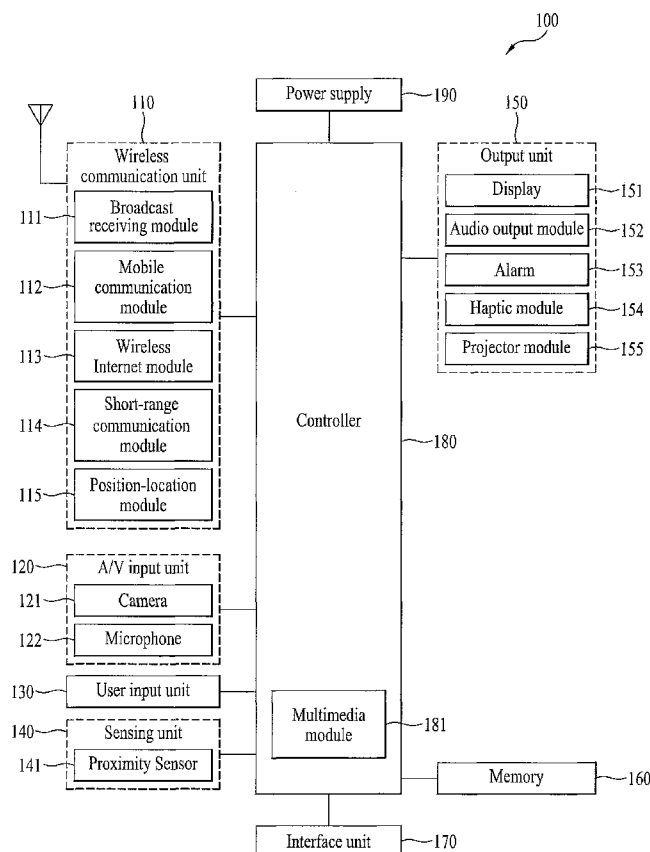 100
Power supply
190
110
Wireless
communication unit
111
Broadcast
receiving module
112
Mobile
communication
module
113
Wireless
Internet module
114
Short-range
communication
module
115
Position-location
module
120
A/V input unit
121
Camera
122
Microphone
130
User input unit
140
Sensing unit
141
Proximity Sensor
Controller
180
Multimedia
module
181
150
Output unit
Display
151
Audio output module
152
Alarm
153
Haptic module
154
Projector module
155
Memory
160
Interface unit
170